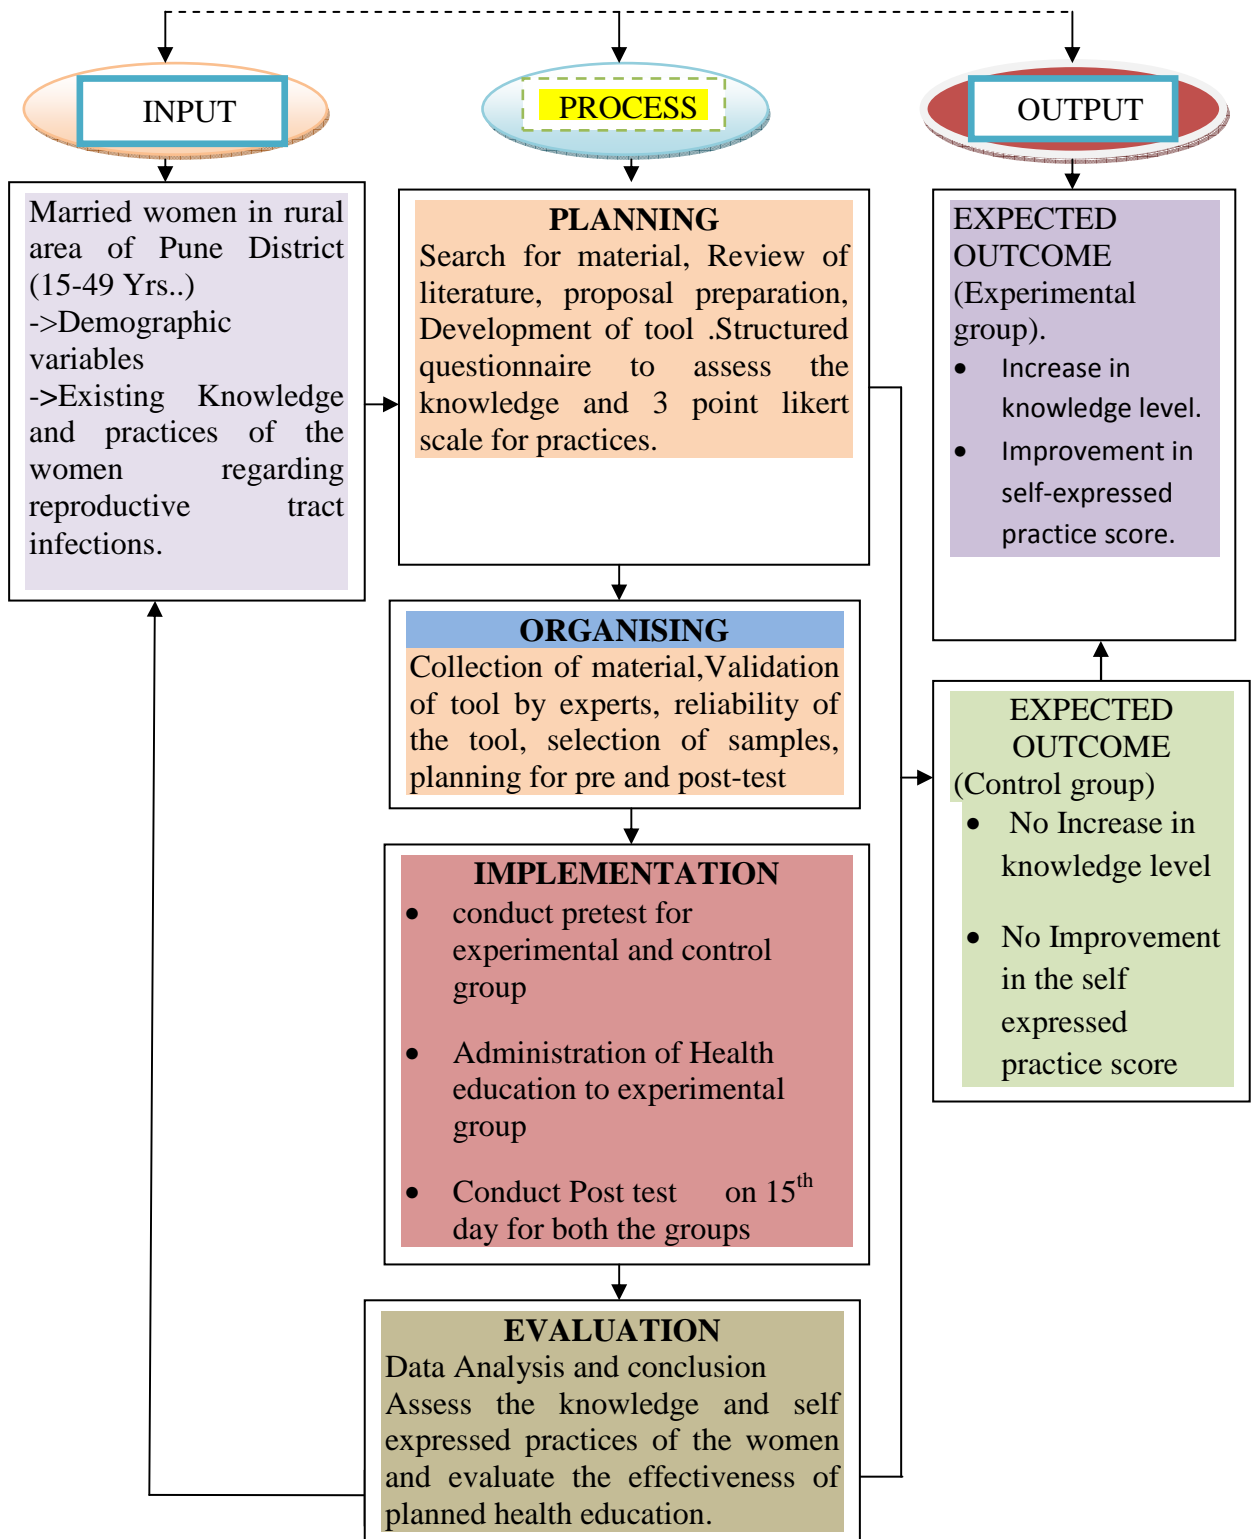 INPUT
PROCESS
OUTPUT
Married women in rural
area of Pune District
(15-49 Yrs..)
->Demographic
variables
->Existing Knowledge
and practices of the
women regarding
reproductive tract
infections.
PLANNING
Search for material, Review of
literature, proposal preparation,
Development of tool .Structured
questionnaire to assess the
knowledge and 3 point likert
scale for practices.
ORGANISING
Collection of material,Validation
of tool by experts, reliability of
the tool, selection of samples,
planning for pre and post-test
IMPLEMENTATION
• conduct pretest for
experimental and control
group
• Administration of Health
education to experimental
group
• Conduct Post test on 15th
day for both the groups
EVALUATION
Data Analysis and conclusion
Assess the knowledge and self
expressed practices of the women
and evaluate the effectiveness of
planned health education.
EXPECTED
OUTCOME
(Experimental
group).
• Increase in
knowledge level.
• Improvement in
self-expressed
practice score.
EXPECTED
OUTCOME
(Control group)
• No Increase in
knowledge level
• No Improvement
in the self
expressed
practice score